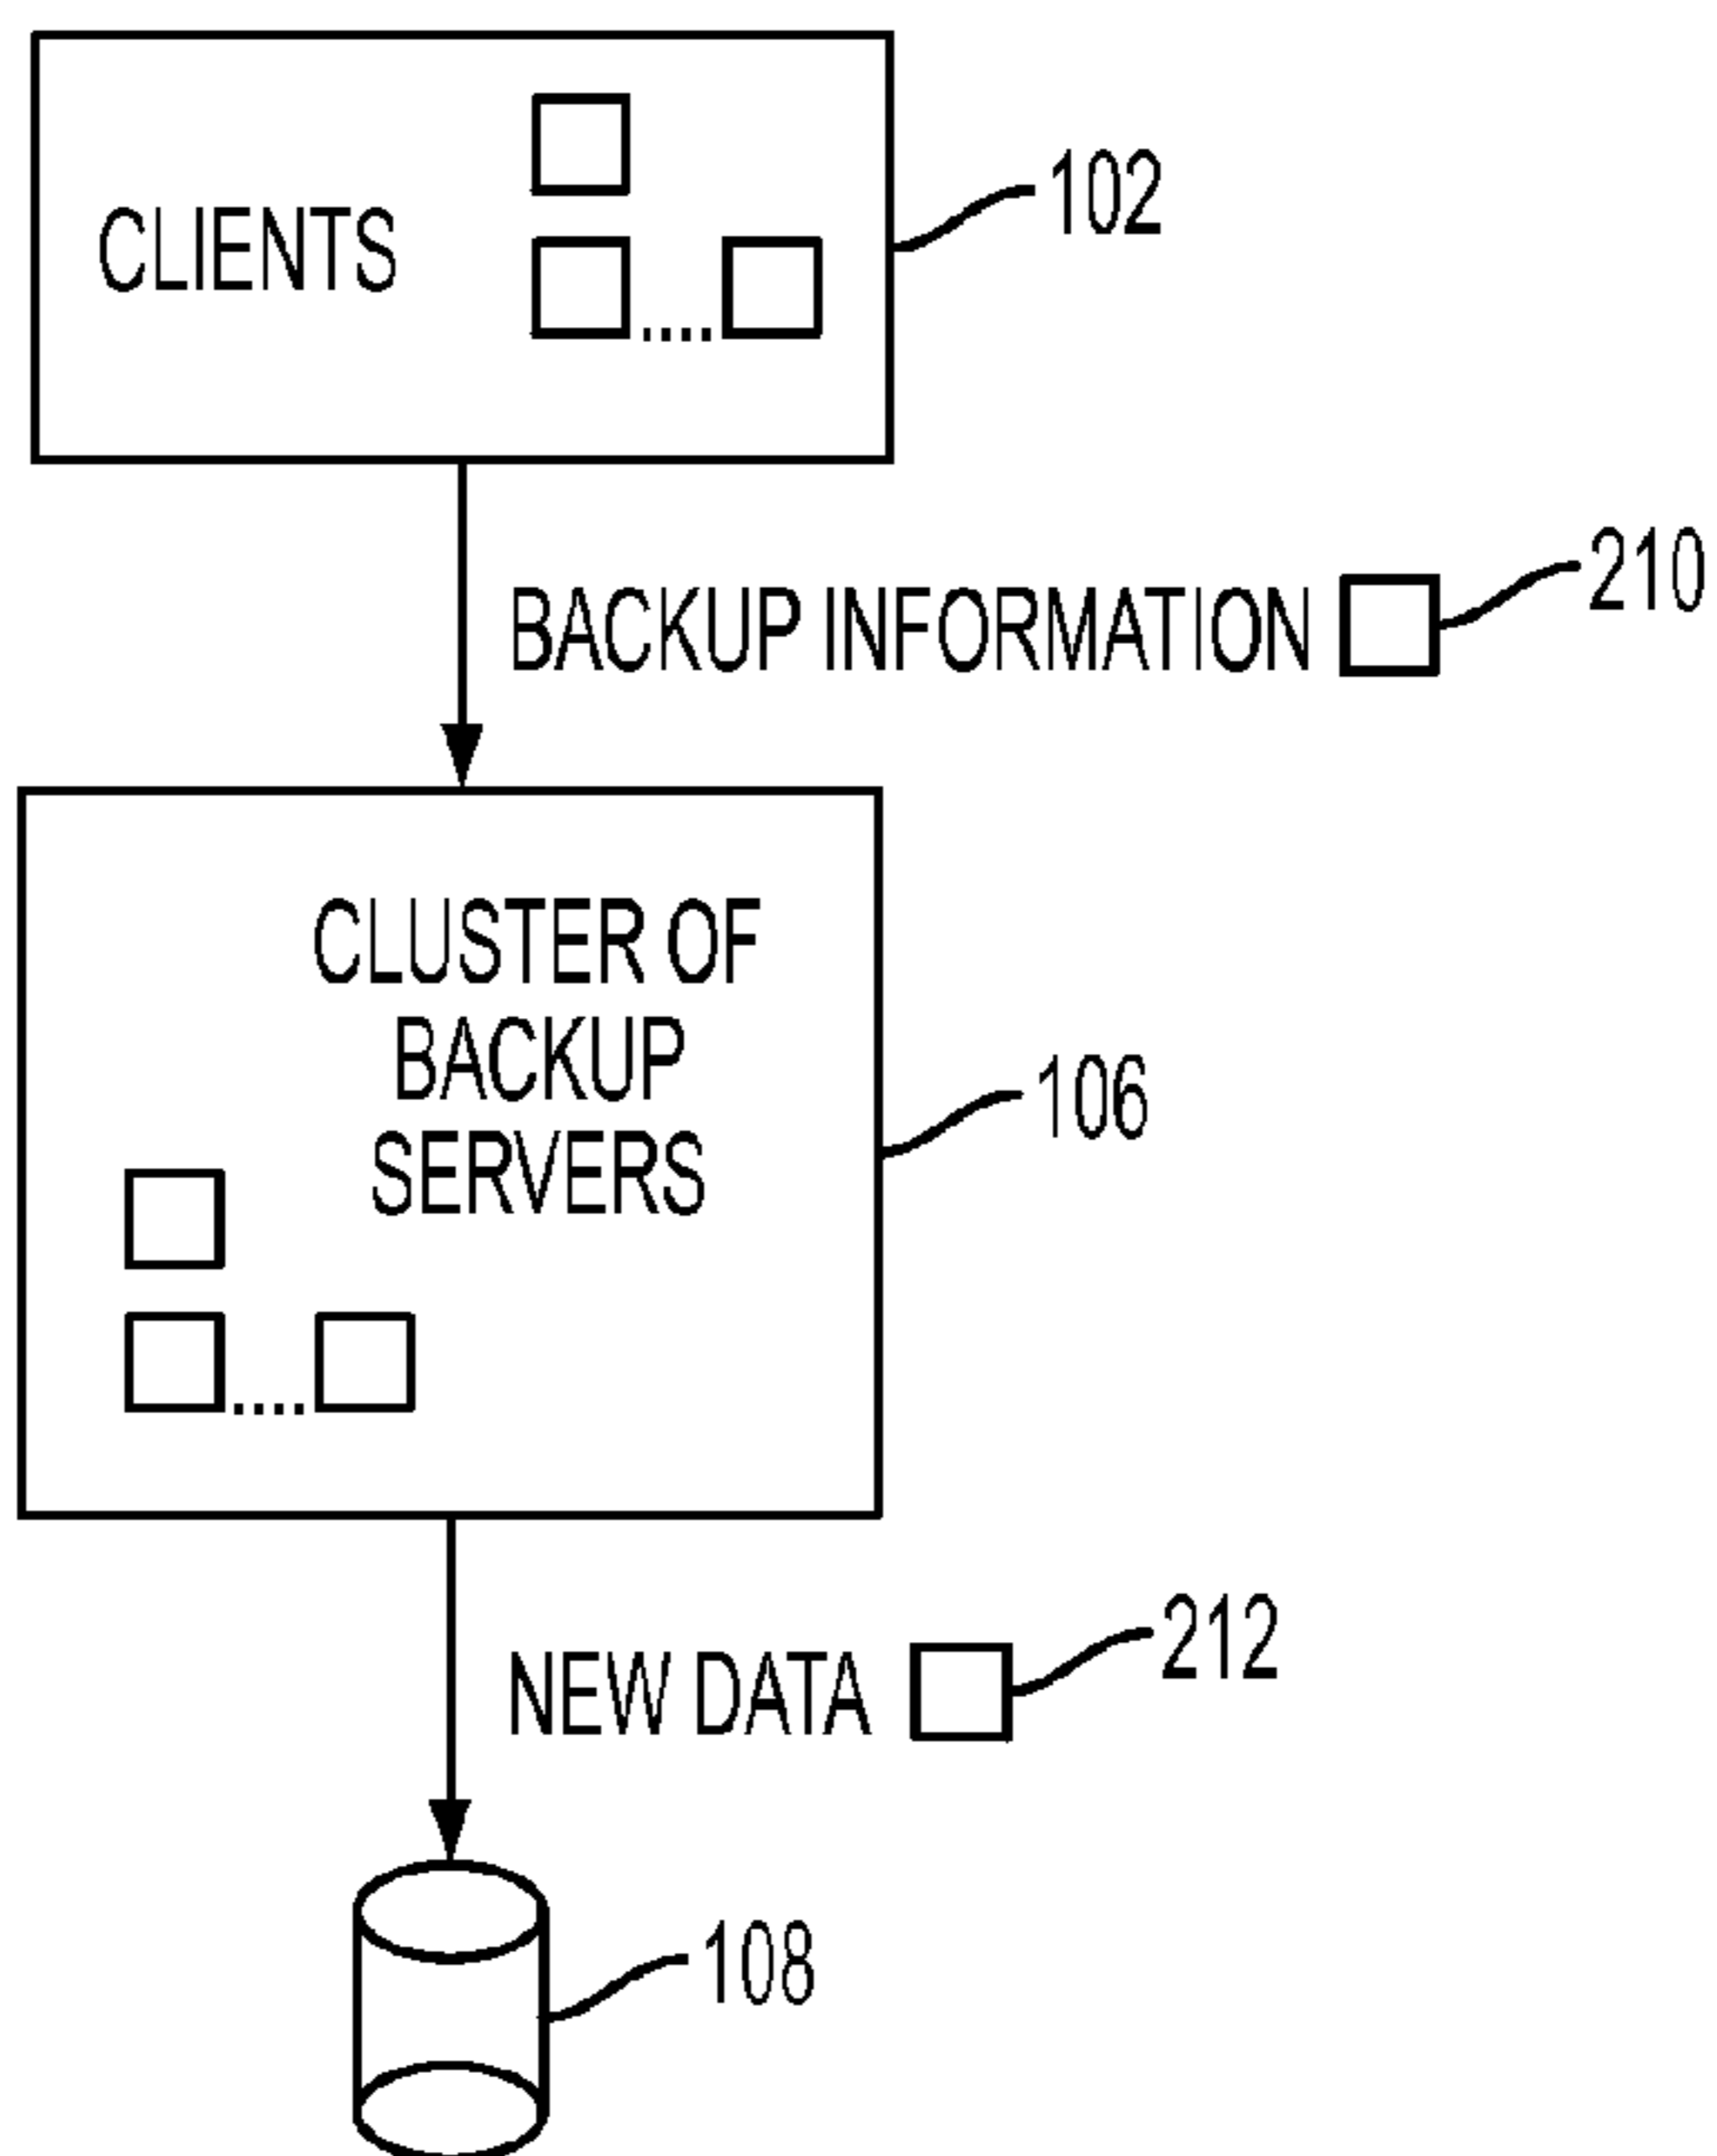 102
CLIENTS
210
BACKUP INFORMATION
CLUSTER OF
BACKUP
SERVERS
106
212
NEW DATA
108